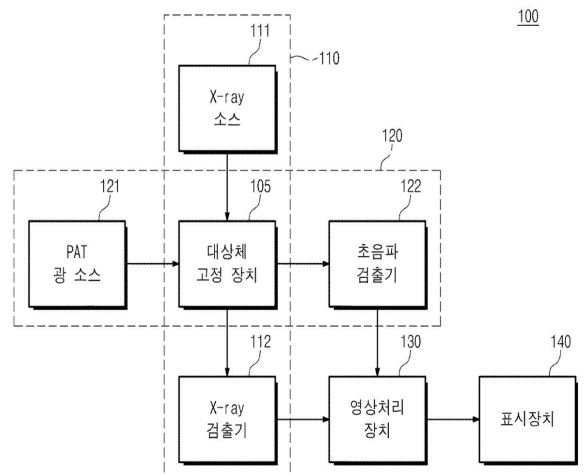 100
111
110
X-ray
소스
120
121
105
122
PAT
광 소스
대상체
고정 장치
초음파
검출기
112
130
140
X-ray
검출기
영상처리
장치
표시장치